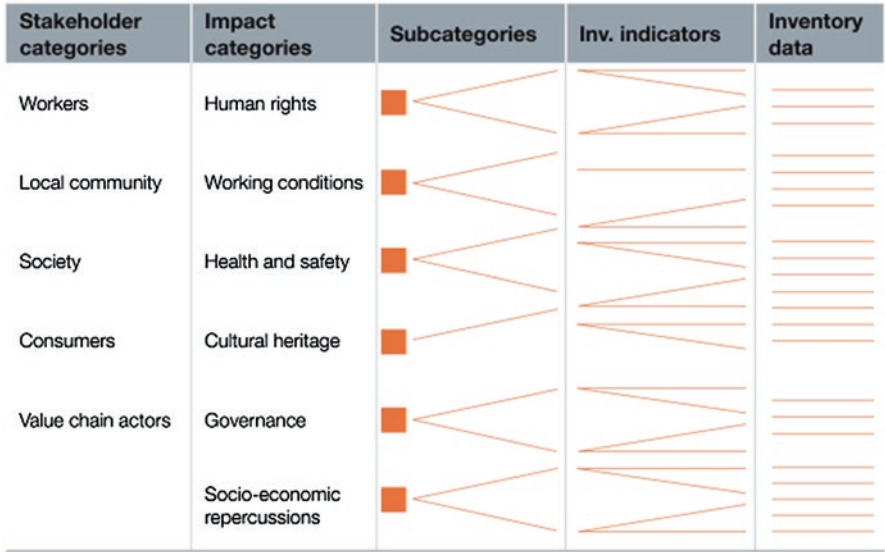 Stakeholder categories
Impact categories
Subcategories
Inv. indicators
Inventory data
Workers
Human rights
Local community
Working conditions
Society
Health and safety
Consumers
Cultural heritage
Value chain actors
Governance
Socio-economic
repercussions